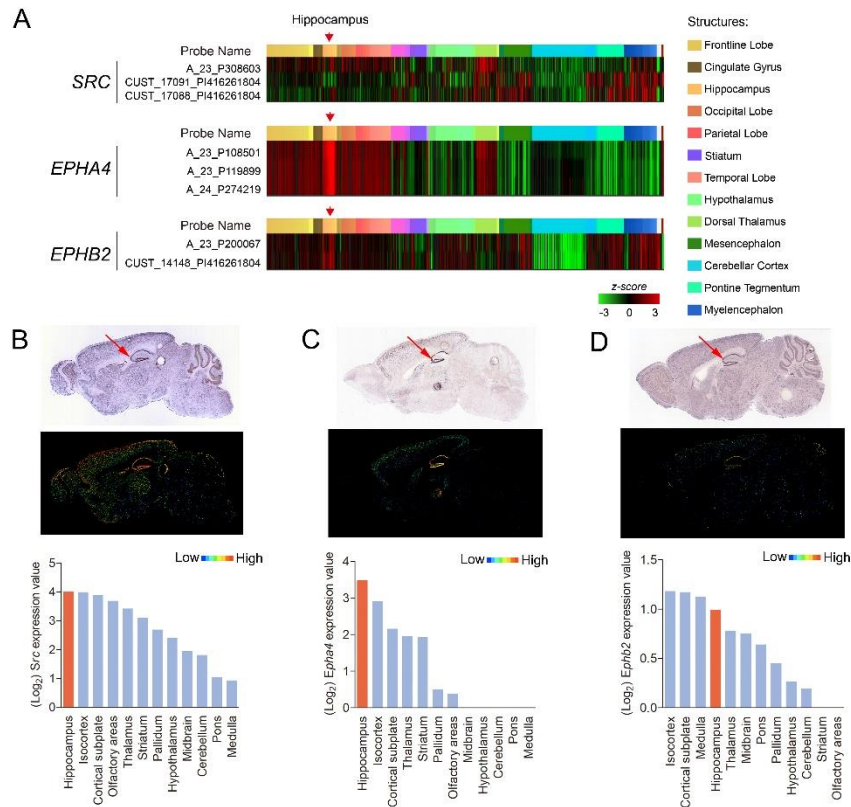 A
Hippocampus
Structures:
Probe Name
SRC
A_23_P308603
CUST_17091_PI416261804
CUST_17088_PI416261804
Probe Name
EPHA4
A_23_P108501
A_23_P119899
A_24_P274219
Probe Name
EPHB2
A_23_P200067
CUST_14148_PI416261804
Frontline Lobe
Cingulate Gyrus
Hippocampus
Occipital Lobe
Parietal Lobe
Stiatum
Temporal Lobe
Hypothalamus
Dorsal Thalamus
Mesencephalon
Cerebellar Cortex
Pontine Tegmentum
Myelencephalon
z-score
-3 0 3
B
Low High
(Log2) Src expression value
5
4
3
2
1
0
Hippocampus
Isocortex
Cortical subplate
Olfactory areas
Thalamus
Striatum
Pallidum
Hypothalamus
Midbrain
Cerebellum
Pons
Medulla
C
Low High
(Log2) Epha4 expression value
4
3
2
1
0
Hippocampus
Isocortex
Cortical subplate
Thalamus
Striatum
Pallidum
Olfactory areas
Midbrain
Hypothalamus
Cerebellum
Pons
Medulla
D
Low High
(Log2) Ephb2 expression value
1.5
1.0
0.5
0.0
Isocortex
Cortical subplate
Medulla
Hippocampus
Thalamus
Midbrain
Pons
Pallidum
Hypothalamus
Cerebellum
Striatum
Olfactory areas